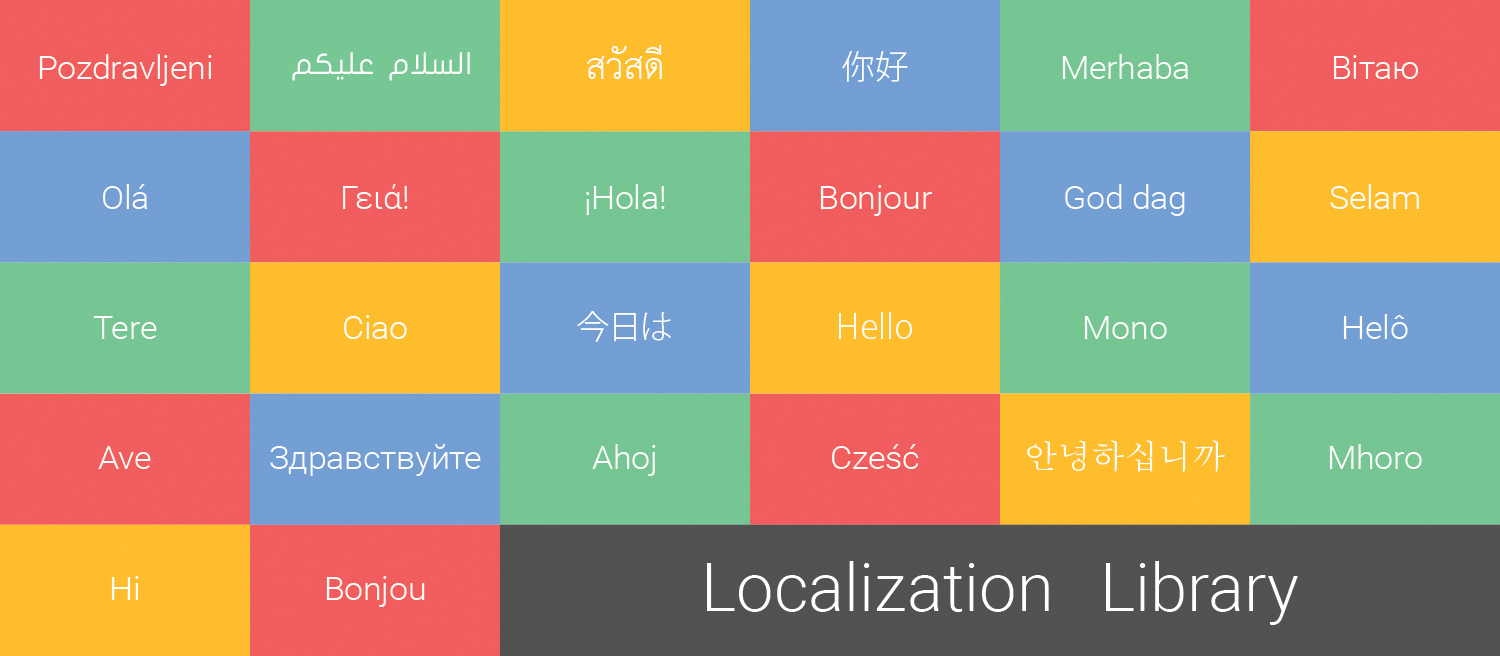 Pozdravljeni
السلام عليكم
สวัสดี
你好
Merhaba
Вітаю
Olá
Γειά!
¡Hola!
Bonjour
God dag
Selam
Tere
Ciao
今日は
Hello
Mono
Helô
Ave
Здравствуйте
Ahoj
Cześć
안녕하십니까
Mhoro
Hi
Bonjou
Localization Library